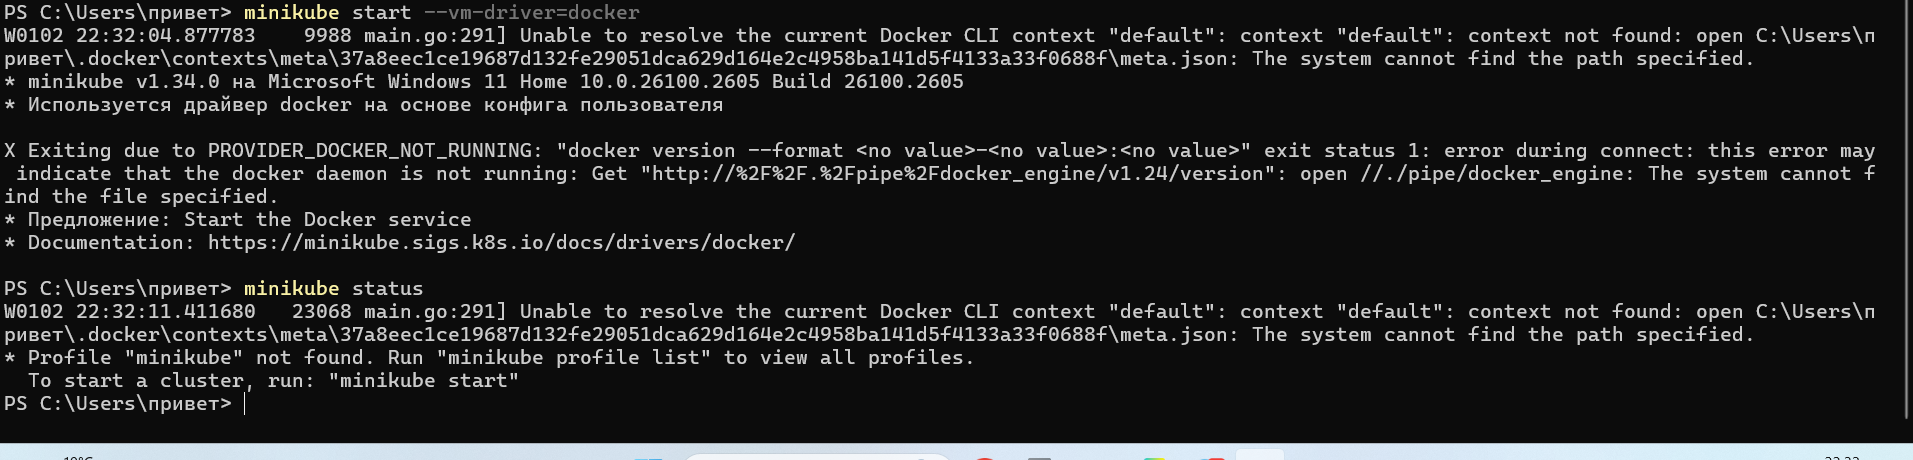 PS C:\Users\привет> minikube start --vm-driver=docker
W0102 22:32:04.877783    9988 main.go:291] Unable to resolve the current Docker CLI context "default": context "default": context not found: open C:\Users\п
ривет\.docker\contexts\meta\37a8eec1ce19687d132fe29051dca629d164e2c4958ba141d5f4133a33f0688f\meta.json: The system cannot find the path specified.
* minikube v1.34.0 на Microsoft Windows 11 Home 10.0.26100.2605 Build 26100.2605
* Используется драйвер docker на основе конфига пользователя
X Exiting due to PROVIDER_DOCKER_NOT_RUNNING: "docker version --format <no value>-<no value>:<no value>" exit status 1: error during connect: this error may
 indicate that the docker daemon is not running: Get "http://%2F%2F.%2Fpipe%2Fdocker_engine/v1.24/version": open //./pipe/docker_engine: The system cannot f
ind the file specified.
* Предложение: Start the Docker service
* Documentation: https://minikube.sigs.k8s.io/docs/drivers/docker/
PS C:\Users\привет> minikube status
W0102 22:32:11.411680   23068 main.go:291] Unable to resolve the current Docker CLI context "default": context "default": context not found: open C:\Users\п
ривет\.docker\contexts\meta\37a8eec1ce19687d132fe29051dca629d164e2c4958ba141d5f4133a33f0688f\meta.json: The system cannot find the path specified.
* Profile "minikube" not found. Run "minikube profile list" to view all profiles.
  To start a cluster, run: "minikube start"
PS C:\Users\привет>